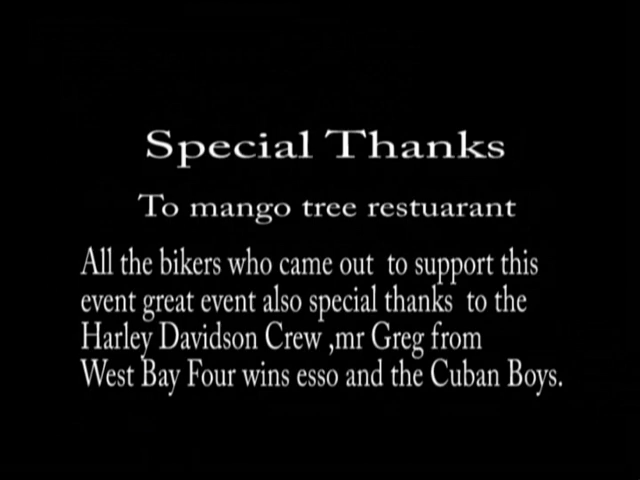 Special Thanks
To mango tree restuarant
All the bikers who came out  to support this
event great event also special thanks  to the
Harley Davidson Crew ,mr Greg from
West Bay Four wins esso and the Cuban Boys.